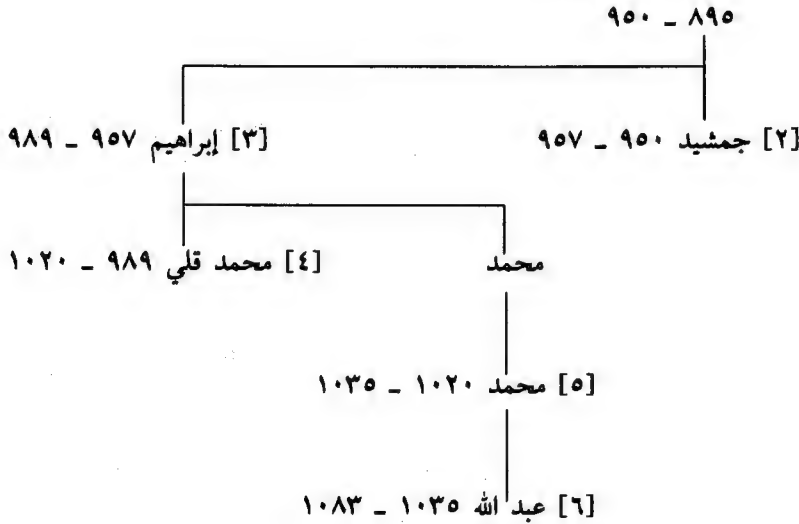 ٨٩٥ - ٩٥٠
[٢] جمشيد ٩٥٠ - ٩٥٧
[٣] إبراهيم ٩٥٧ - ٩٨٩
محمد
[٤] محمد قلي ٩٨٩ - ١٠٢٠
[٥] محمد ١٠٢٠ - ١٠٣٥
[٦] عبد الله ١٠٣٥ - ١٠٨٣